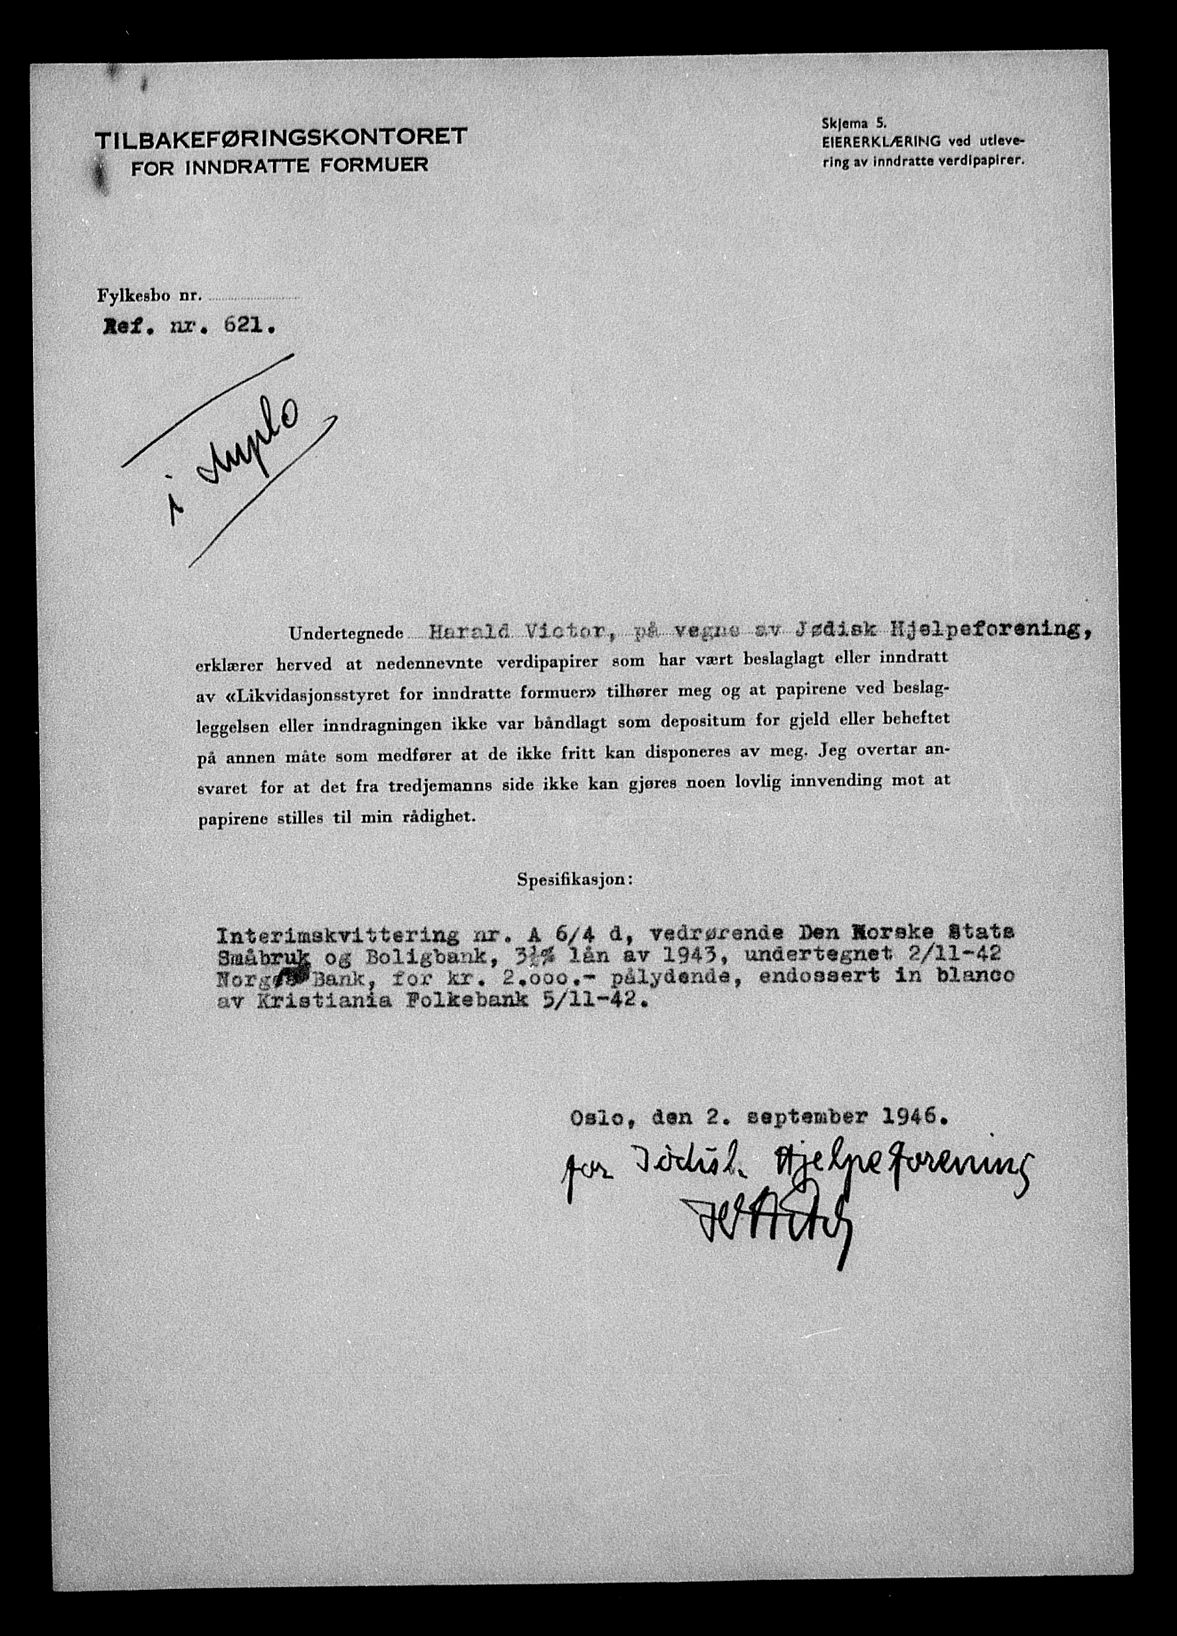 TILBAKEFØRINGSKONTORET
FOR INNDRATTE FORMUER
Skjema 5.
EIERERKLÆRING ved utleve-
ring av inndratte verdipapirer.
Fylkesbo nr.
Ref. nr. 621.
i duplo
Undertegnede Harald Victor, på vegne av Jødisk Hjelpeforening,
erklærer herved at nedennevnte verdipapirer som har vært beslaglagt eller inndratt
av «Likvidasjonsstyret for inndratte formuer» tilhører meg og at papirene ved beslag-
leggelsen eller inndragningen ikke var båndlagt som depositum for gjeld eller beheftet
på annen måte som medfører at de ikke fritt kan disponeres av meg. Jeg overtar an-
svaret for at det fra tredjemanns side ikke kan gjøres noen lovlig innvending mot at
papirene stilles til min rådighet.
Spesifikasjon:
Interimskvittering nr. A 6/4 d, vedrørende Den Norske Stats
Småbruk og Boligbank, 3½% lån av 1943, undertegnet 2/11-42
Norges Bank, for kr. 2.000.- pålydende, endossert in blanco
av Kristiania Folkebank 5/11-42.
Oslo, den 2. september 1946.
for Jødisk Hjelpeforening